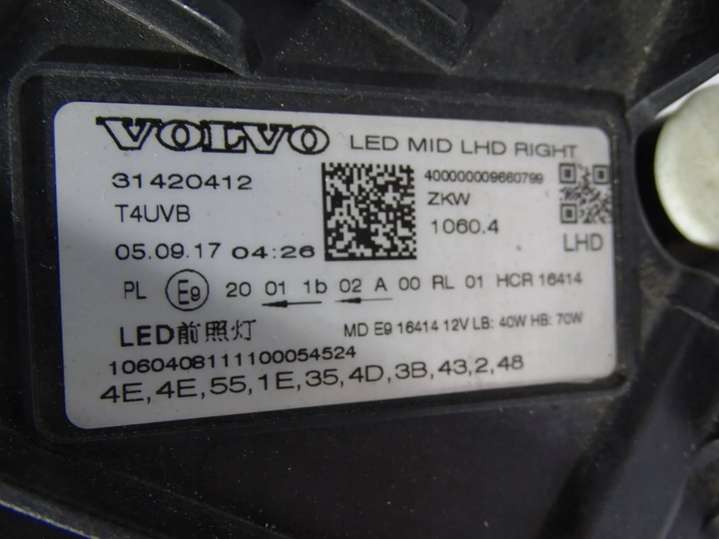 VOLVO LED MID LHD RIGHT
31420412 400000009660799
T4UVB ZKW
05.09.17 04:26 1060.4 LHD
PL E9 20 01 1b 02 A 00 RL 01 HCR 16414
LED前照灯 MD E9 16414 12V LB: 40W HB: 70W
1060408111100054524
4E,4E,55,1E,35,4D,3B,43,2,48